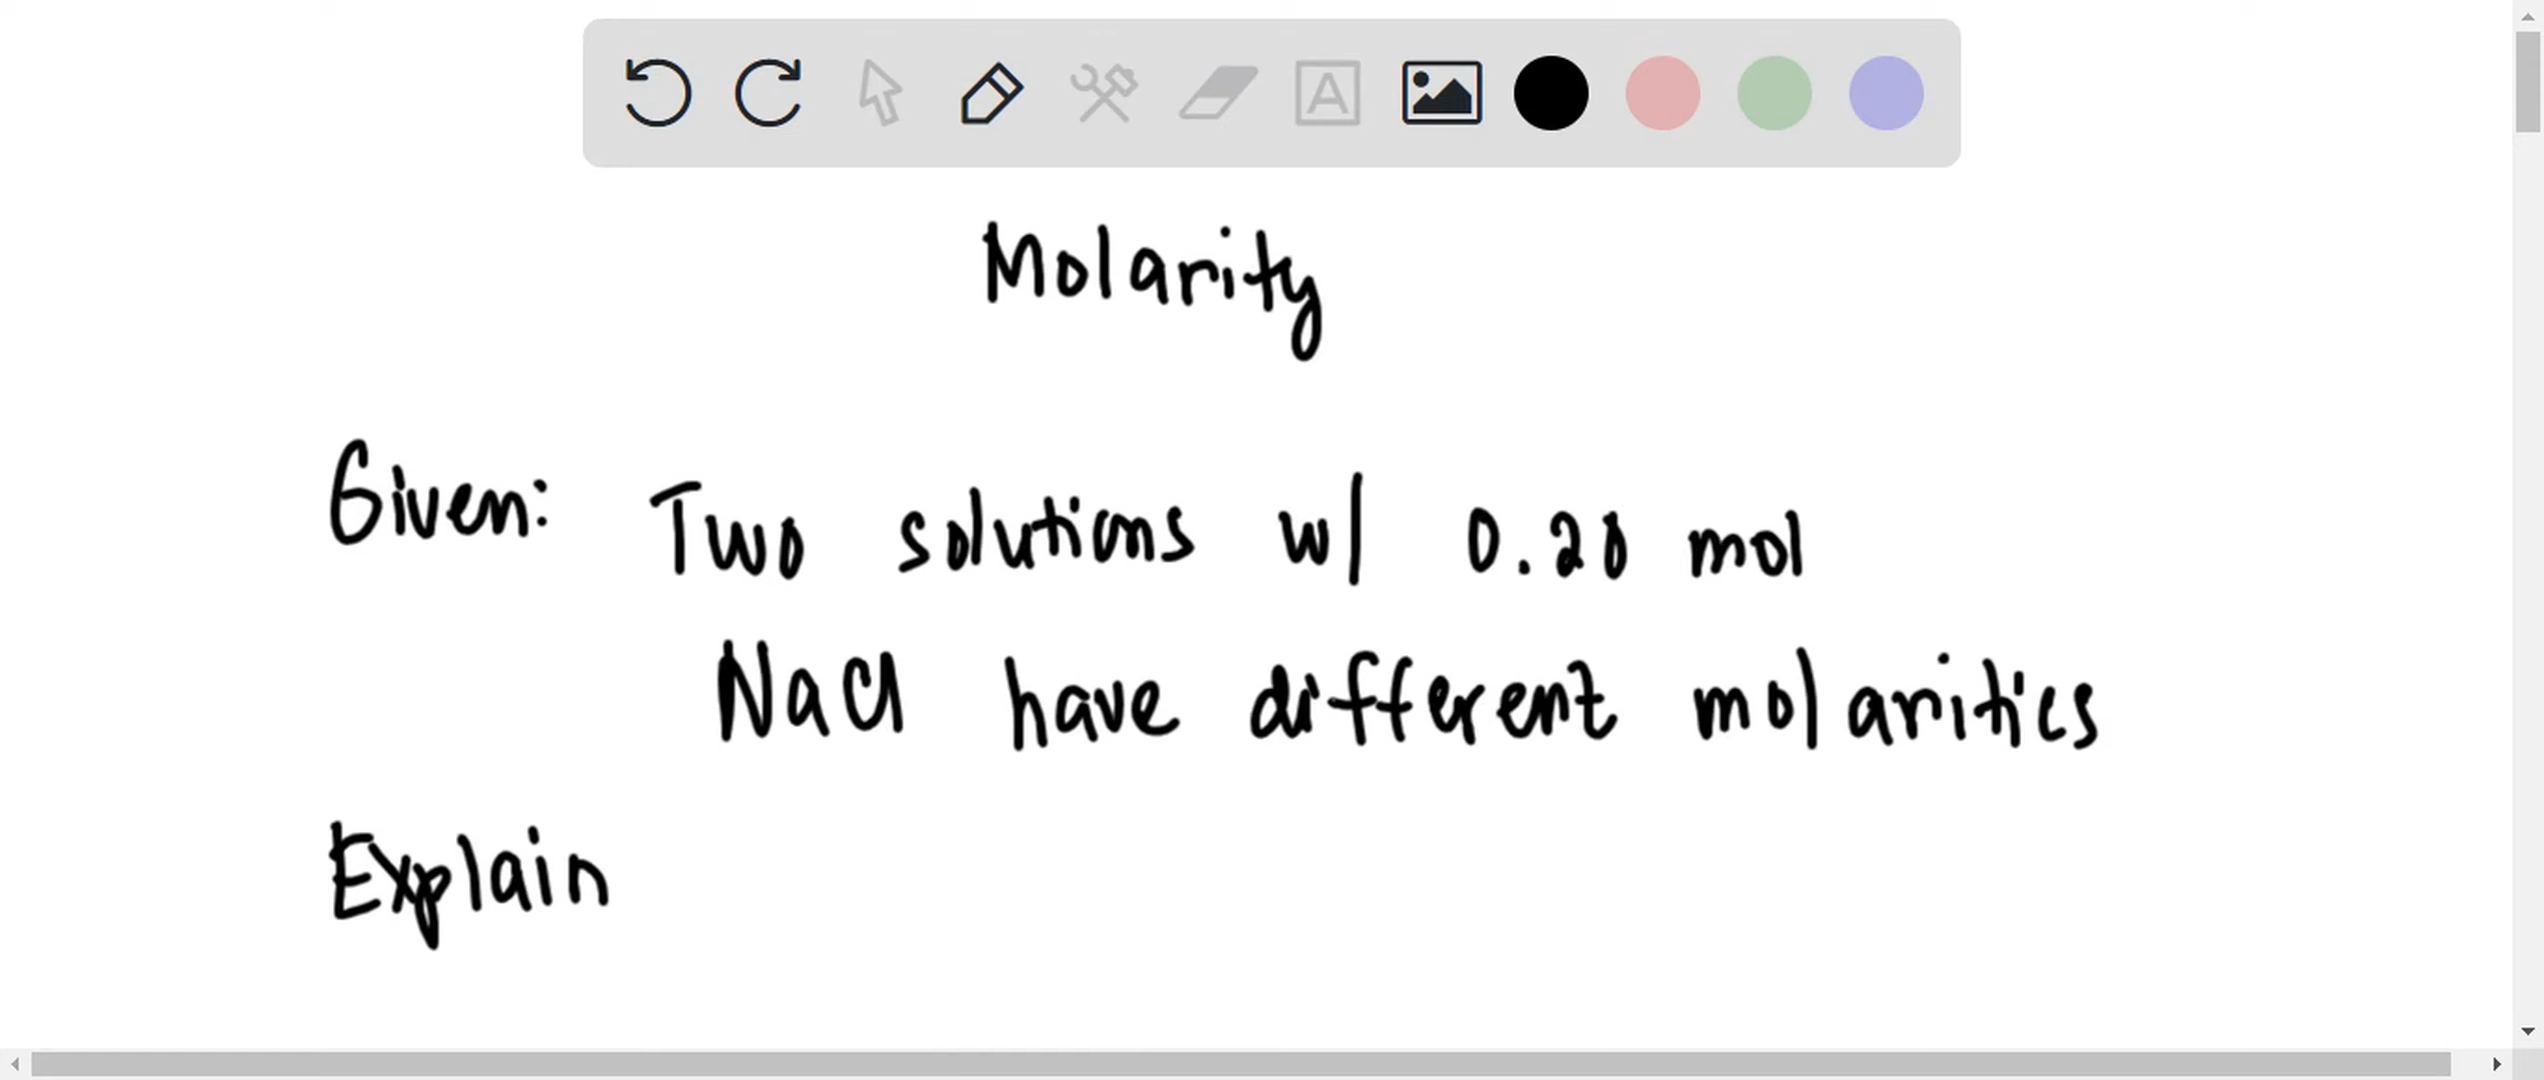 A
Molarity
Given: Two solutions w/ 0.20 mol
NaCl have different molarities
Explain